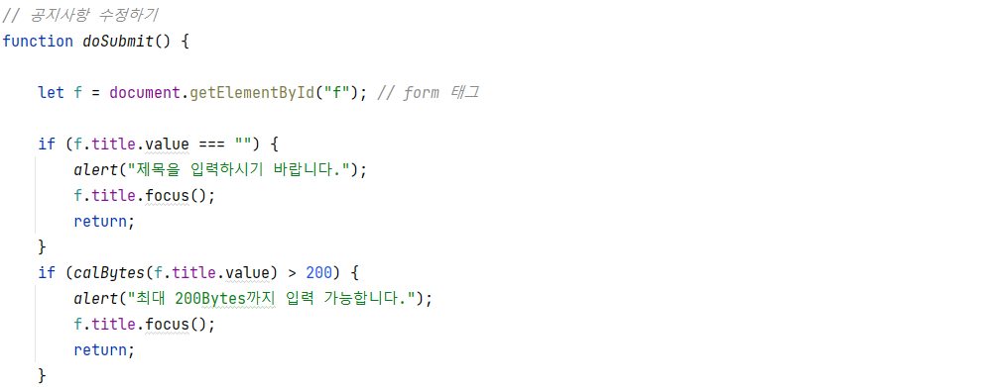 // 공지사항 수정하기
function doSubmit() {
let f = document.getElementById("f"); // form 태그
if (f.title.value === "") {
alert("제목을 입력하시기 바랍니다.");
f.title.focus();
return;
}
if (calBytes(f.title.value) > 200) {
alert("최대 200Bytes까지 입력 가능합니다.");
f.title.focus();
return;
}